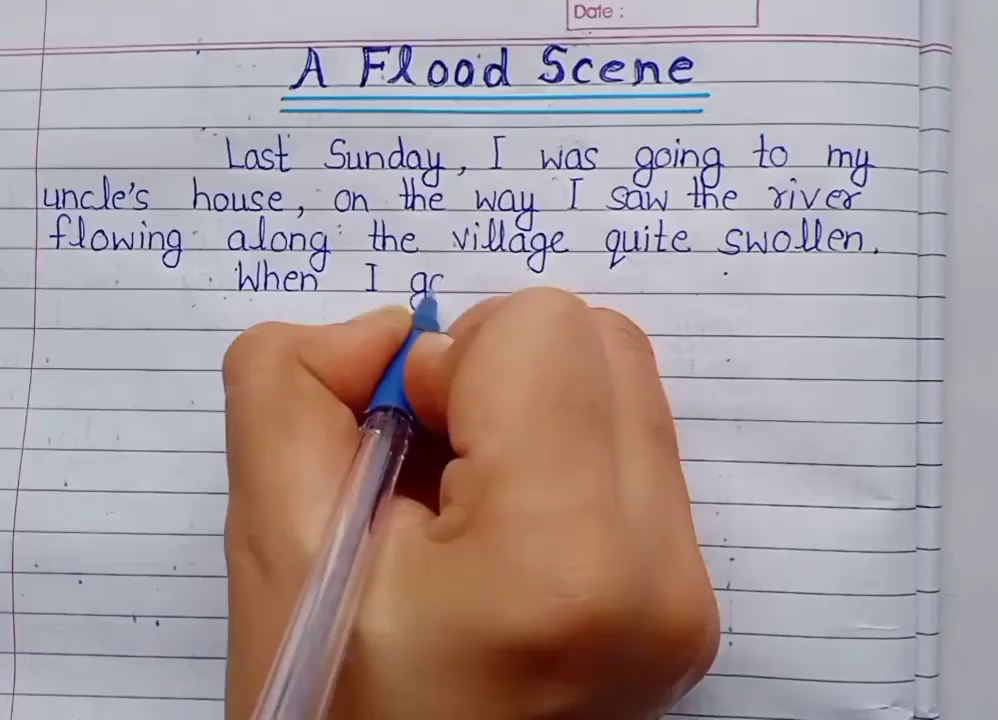 Date :
A Flood Scene
Last Sunday, I was going to my
uncle's house, on the way I saw the river
flowing along the village quite swollen.
When I